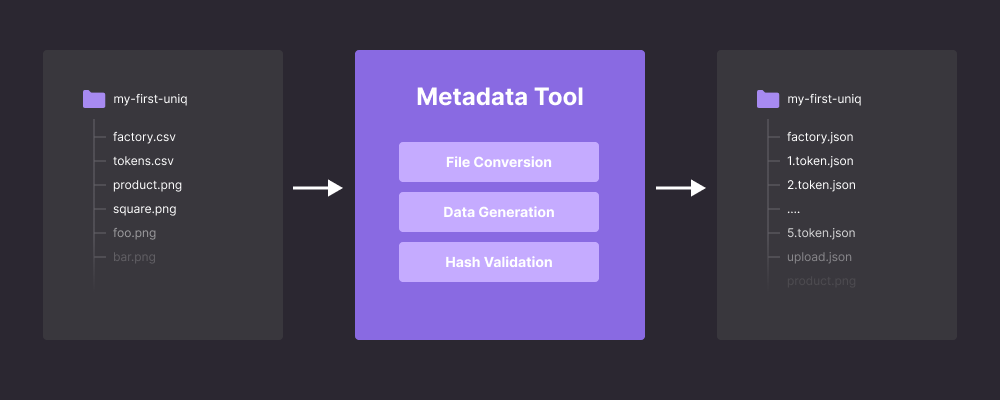 my-first-uniq
factory.csv
tokens.csv
product.png
square.png
foo.png
bar.png
Metadata Tool
File Conversion
Data Generation
Hash Validation
my-first-uniq
factory.json
1.token.json
2.token.json
....
5.token.json
upload.json
product.png